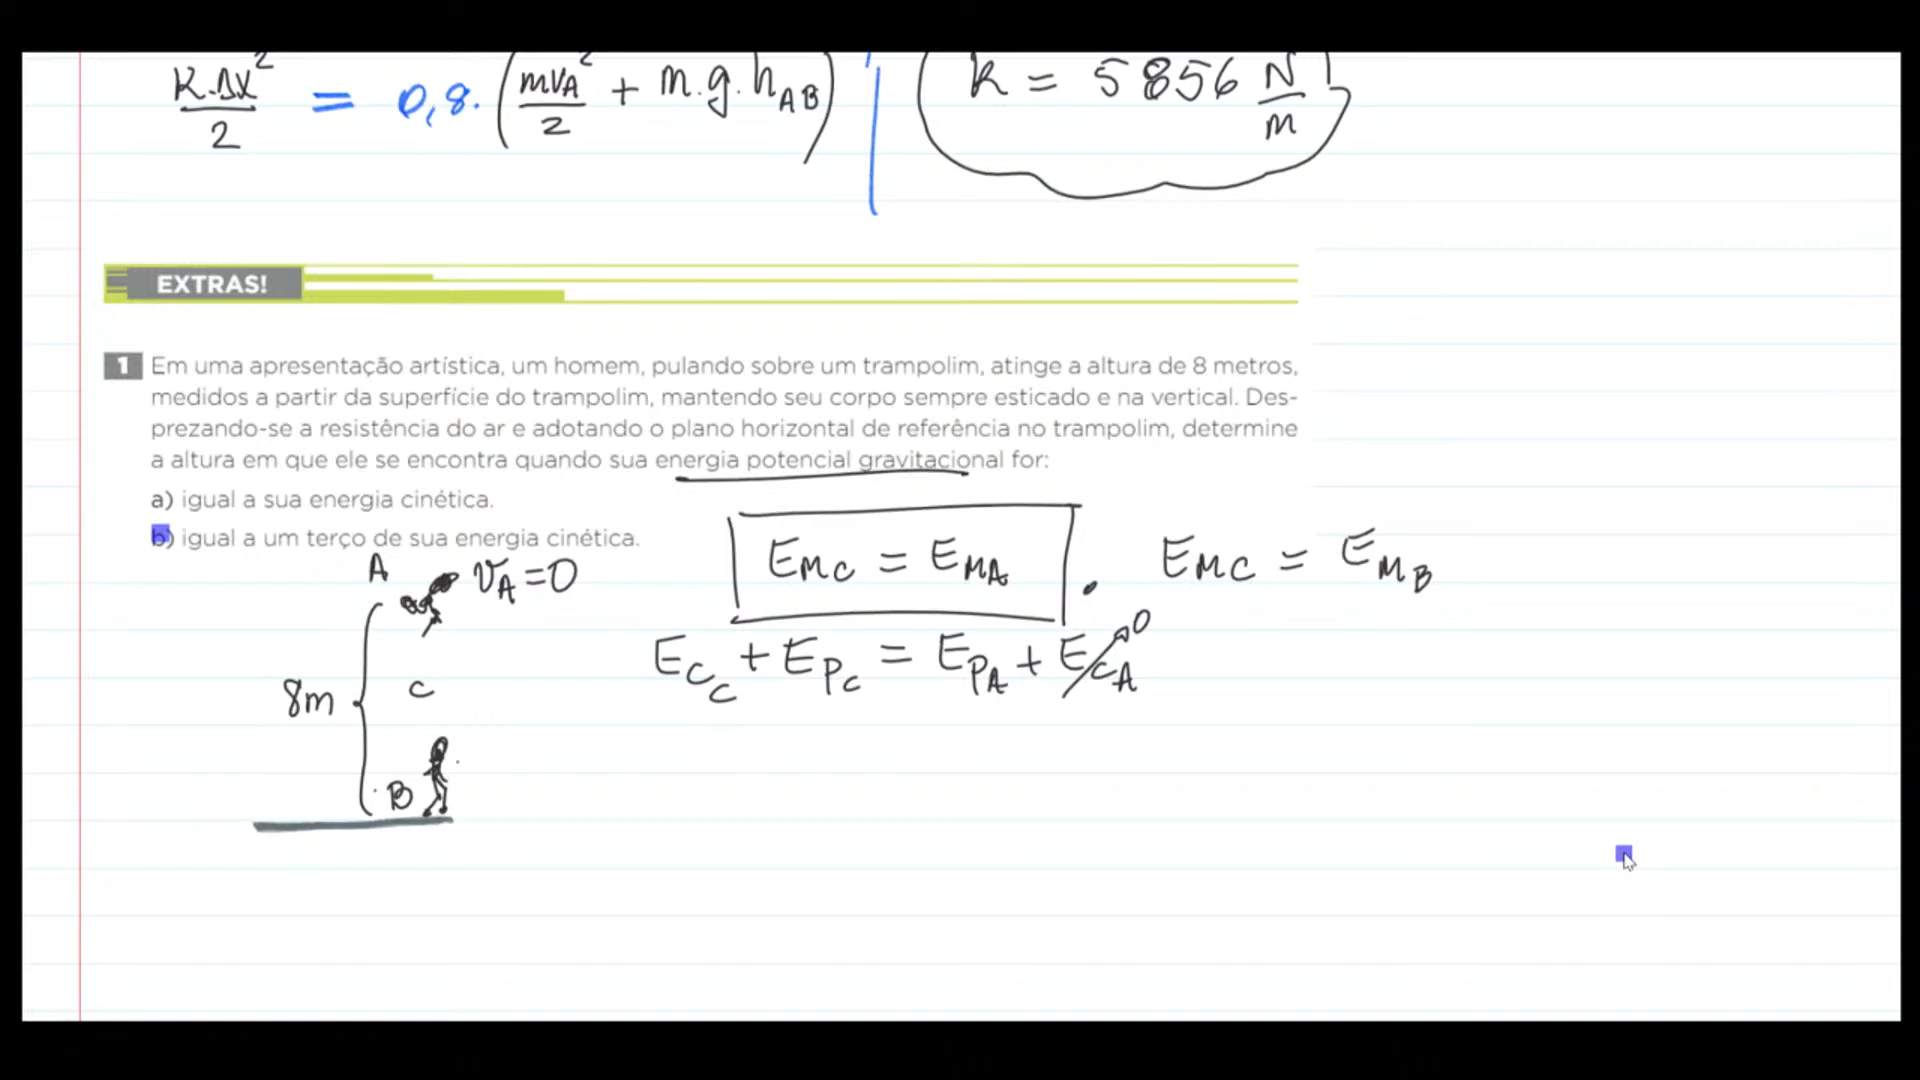 K.Δx²/2 = 0,8. (mvA²/2 + m.g.hAB) K = 5856 N/m
EXTRAS!
1 Em uma apresentação artística, um homem, pulando sobre um trampolim, atinge a altura de 8 metros,
medidos a partir da superfície do trampolim, mantendo seu corpo sempre esticado e na vertical. Des-
prezando-se a resistência do ar e adotando o plano horizontal de referência no trampolim, determine
a altura em que ele se encontra quando sua energia potencial gravitacional for:
a) igual a sua energia cinética.
b) igual a um terço de sua energia cinética.
EMC = EMA . EMC = EMB
A vA = 0
ECC + EPC = EPA + ECA 0
8m C
B